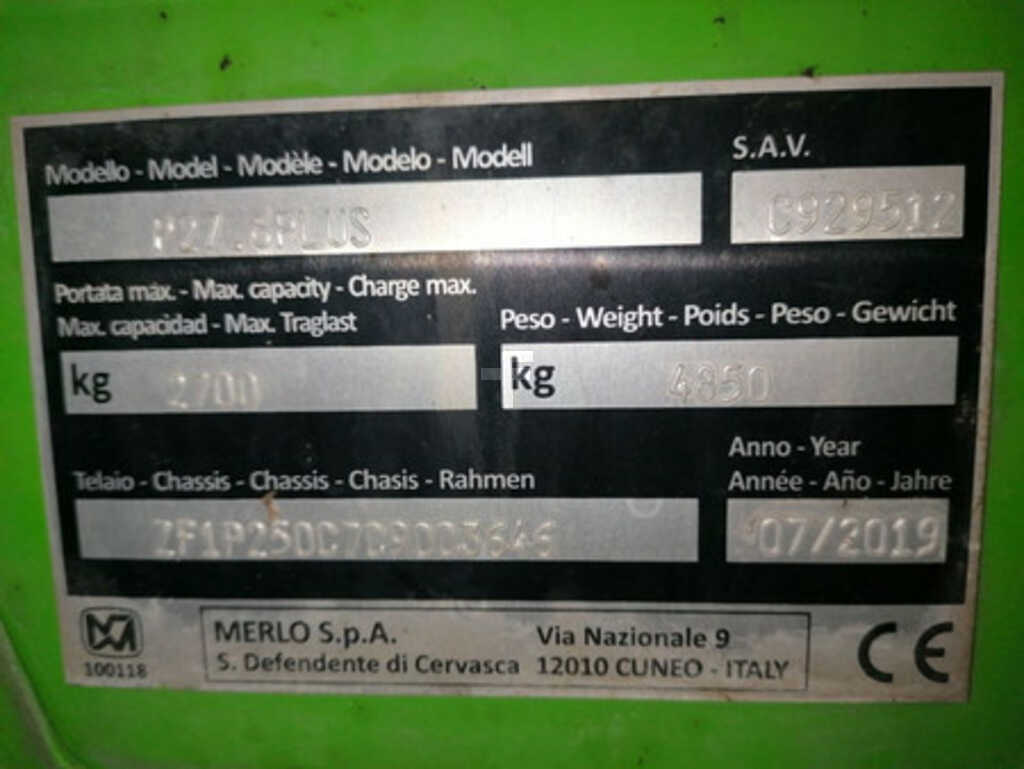 Modello - Model - Modèle - Modelo - Modell
S.A.V.
P27.6PLUS
C929512
Portata max. - Max. capacity - Charge max.
Max. capacidad - Max. Traglast
Peso - Weight - Poids - Peso - Gewicht
kg 2700
kg 4850
Telaio - Chassis - Chassis - Chasis - Rahmen
Anno - Year
Année - Año - Jahre
07/2019
100118
MERLO S.p.A.
S. Defendente di Cervasca
Via Nazionale 9
12010 CUNEO - ITALY
CE